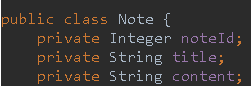 public class Note {
private Integer noteId;
private String title;
private String content;